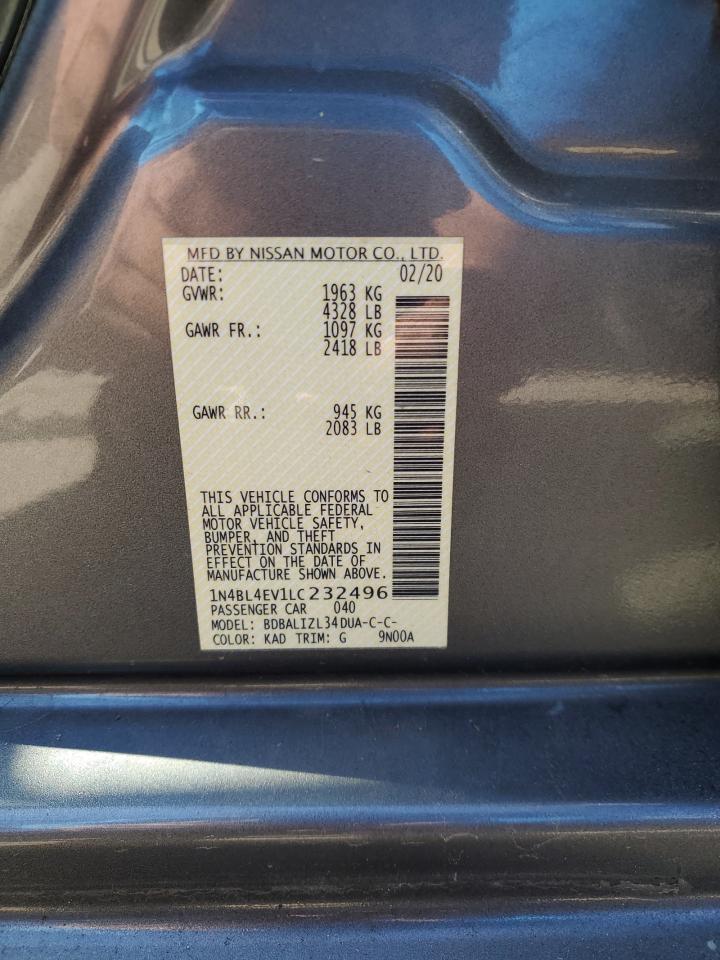 MFD BY NISSAN MOTOR CO., LTD.
DATE: 02/20
GVWR: 1963 KG
4328 LB
GAWR FR.: 1097 KG
2418 LB
GAWR RR.: 945 KG
2083 LB
THIS VEHICLE CONFORMS TO
ALL APPLICABLE FEDERAL
MOTOR VEHICLE SAFETY,
BUMPER, AND THEFT
PREVENTION STANDARDS IN
EFFECT ON THE DATE OF
MANUFACTURE SHOWN ABOVE.
1N4BL4EV1LC232496
PASSENGER CAR 040
MODEL: BDBALIZL34DUA-C-C-
COLOR: KAD TRIM: G 9N00A